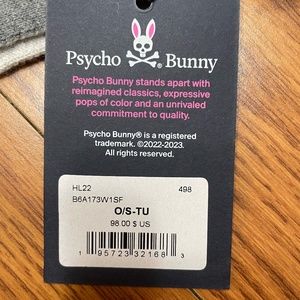 Psycho Bunny
Psycho Bunny stands apart with
reimagined classics, expressive
pops of color and an unrivaled
commitment to quality.
Psycho Bunny® is a registered
trademark. ©2022-2023.
All rights reserved.
HL22 498
B6A173W1SF
O/S-TU
98.00 $ US
1 95723 32168 3